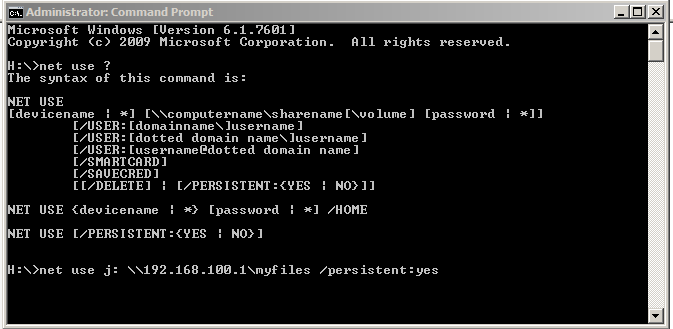 Administrator: Command Prompt
Microsoft Windows [Version 6.1.7601]
Copyright (c) 2009 Microsoft Corporation.  All rights reserved.
H:\>net use ?
The syntax of this command is:
NET USE
[devicename | *] [\\computername\sharename[\volume] [password | *]]
[/USER:[domainname\]username]
[/USER:[dotted domain name\]username]
[/USER:[username@dotted domain name]
[/SMARTCARD]
[/SAVECRED]
[[/DELETE] | [/PERSISTENT:{YES | NO}]]
NET USE {devicename | *} [password | *] /HOME
NET USE [/PERSISTENT:{YES | NO}]
H:\>net use j: \\192.168.100.1\myfiles /persistent:yes